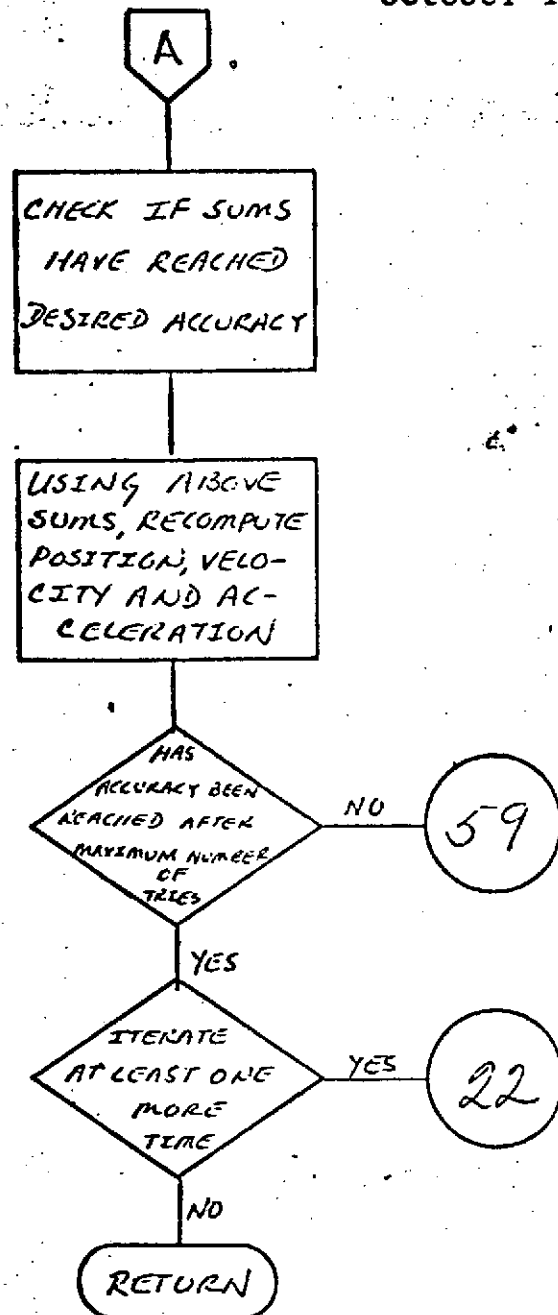 A
CHECK IF SUMS
HAVE REACHED
DESIRED ACCURACY
USING ABOVE
SUMS, RECOMPUTE
POSITION, VELO-
CITY AND AC-
CELERATION
HAS
ACCURACY BEEN
REACHED AFTER
MAXIMUM NUMBER
OF
TRIES
NO
59
YES
ITERATE
AT LEAST ONE
MORE
TIME
YES
22
NO
RETURN